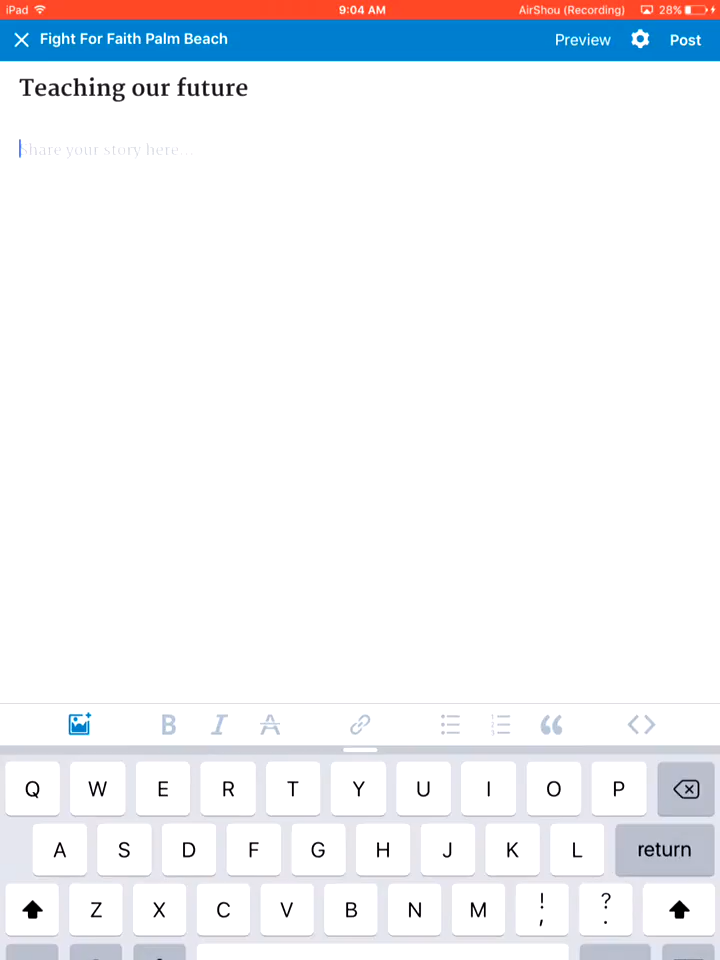 iPad 9:04 AM AirShou (Recording) 28%
Fight For Faith Palm Beach Preview Post
Teaching our future
Share your story here...
B I A
Q W E R T Y U I O P
A S D F G H J K L return
Z X C V B N M ! , ? .